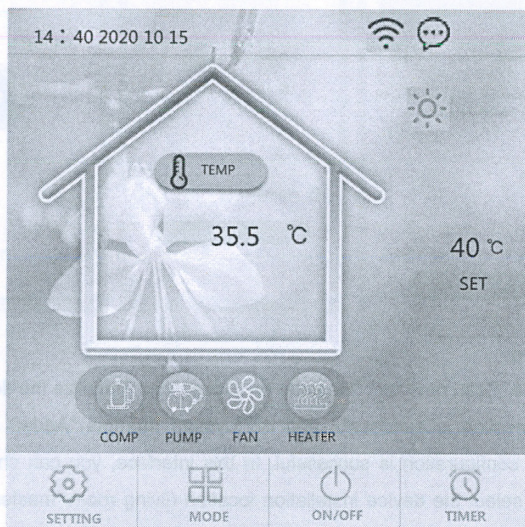 14：40 2020 10 15
TEMP
35.5 ℃
40 ℃
SET
COMP PUMP FAN HEATER
SETTING MODE ON/OFF TIMER